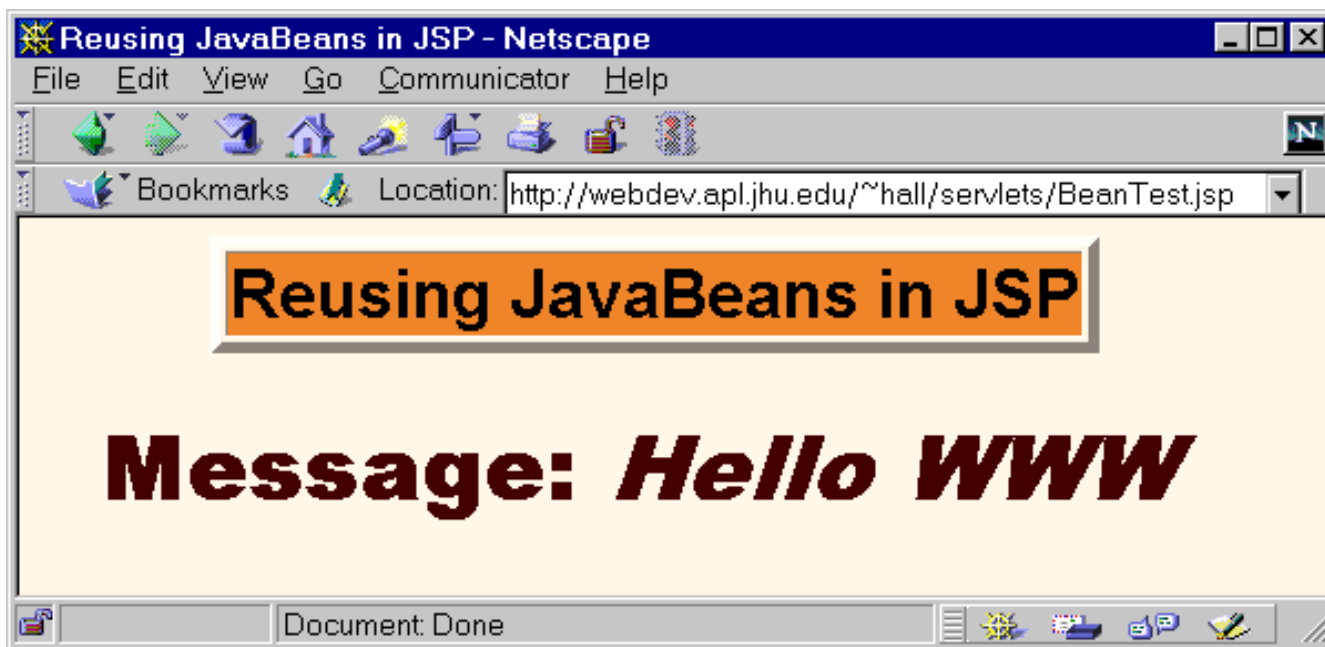 Reusing JavaBeans in JSP - Netscape
File Edit View Go Communicator Help
N
Bookmarks Location: http://webdev.apl.jhu.edu/~hall/servlets/BeanTest.jsp
Reusing JavaBeans in JSP
Message: Hello WWW
Document: Done